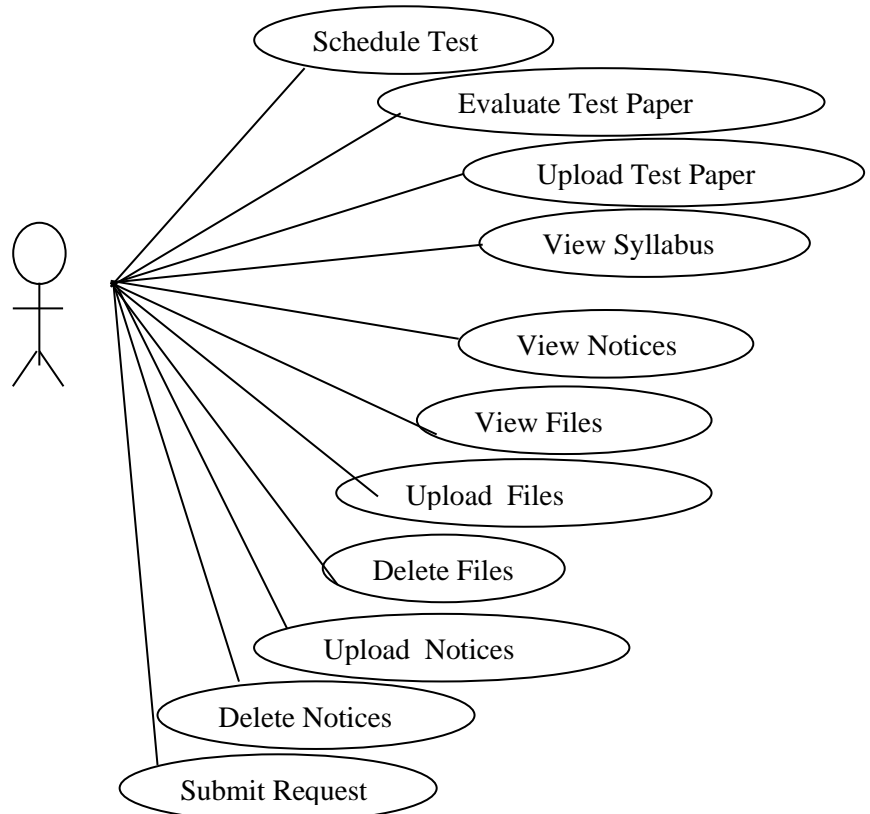 Schedule Test
Evaluate Test Paper
Upload Test Paper
View Syllabus
View Notices
View Files
Upload  Files
Delete Files
Upload  Notices
Delete Notices
Submit Request